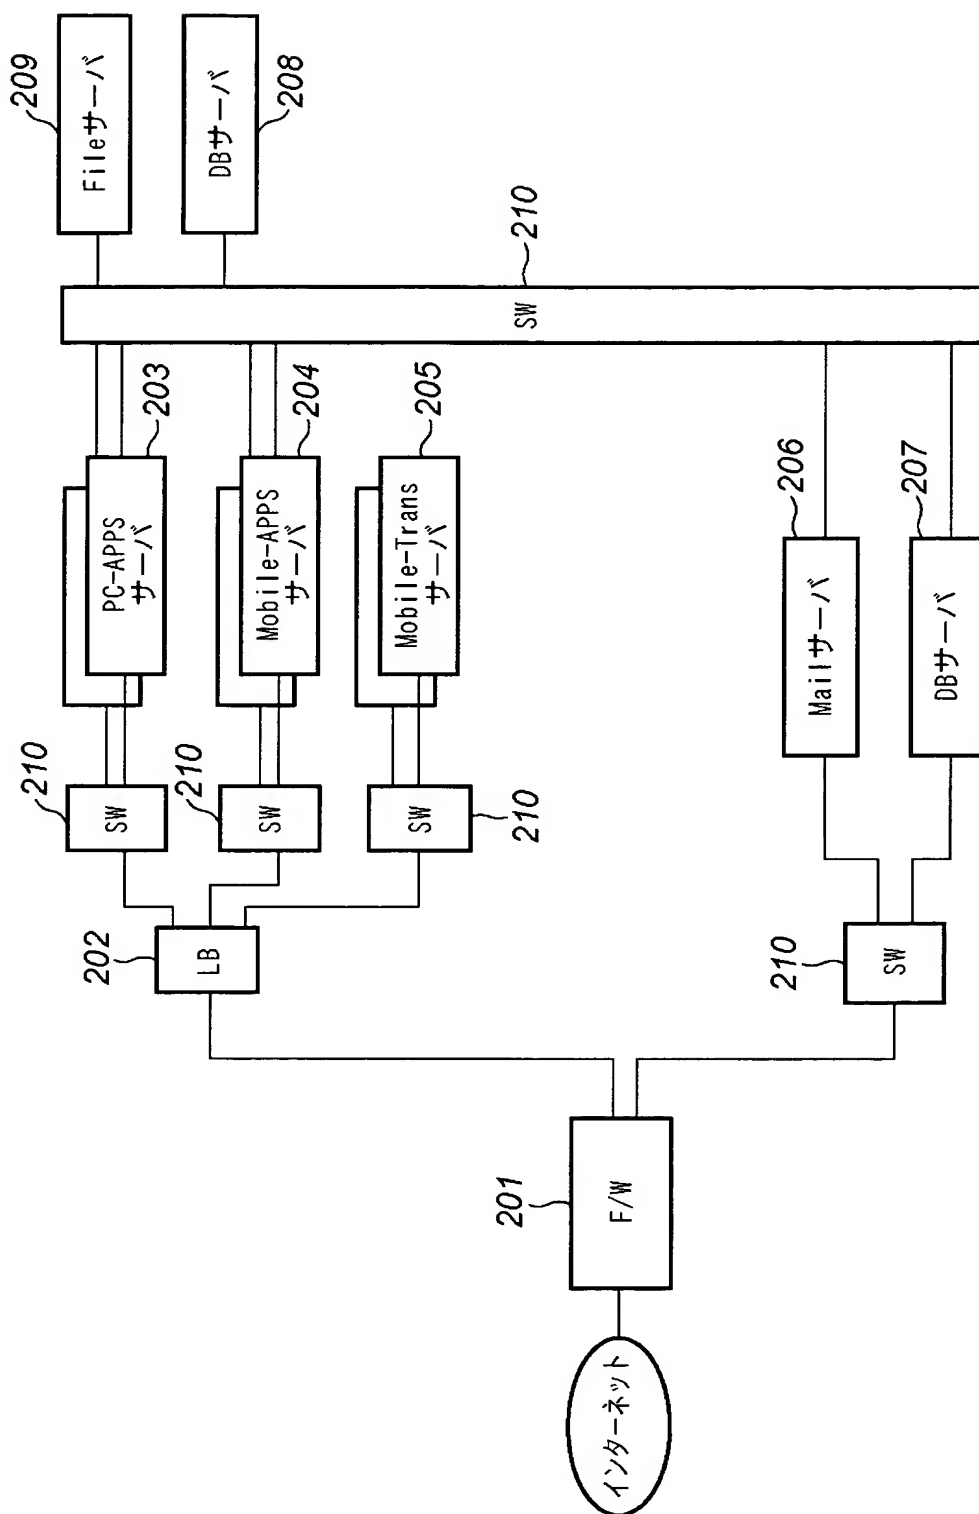 インターネット
201
F/W
202
LB
210
SW
210
SW
210
SW
210
SW
203
PC-APPS
サーバ
204
Mobile-APPS
サーバ
205
Mobile-Trans
サーバ
206
Mailサーバ
207
DBサーバ
210
SW
209
Fileサーバ
208
DBサーバ